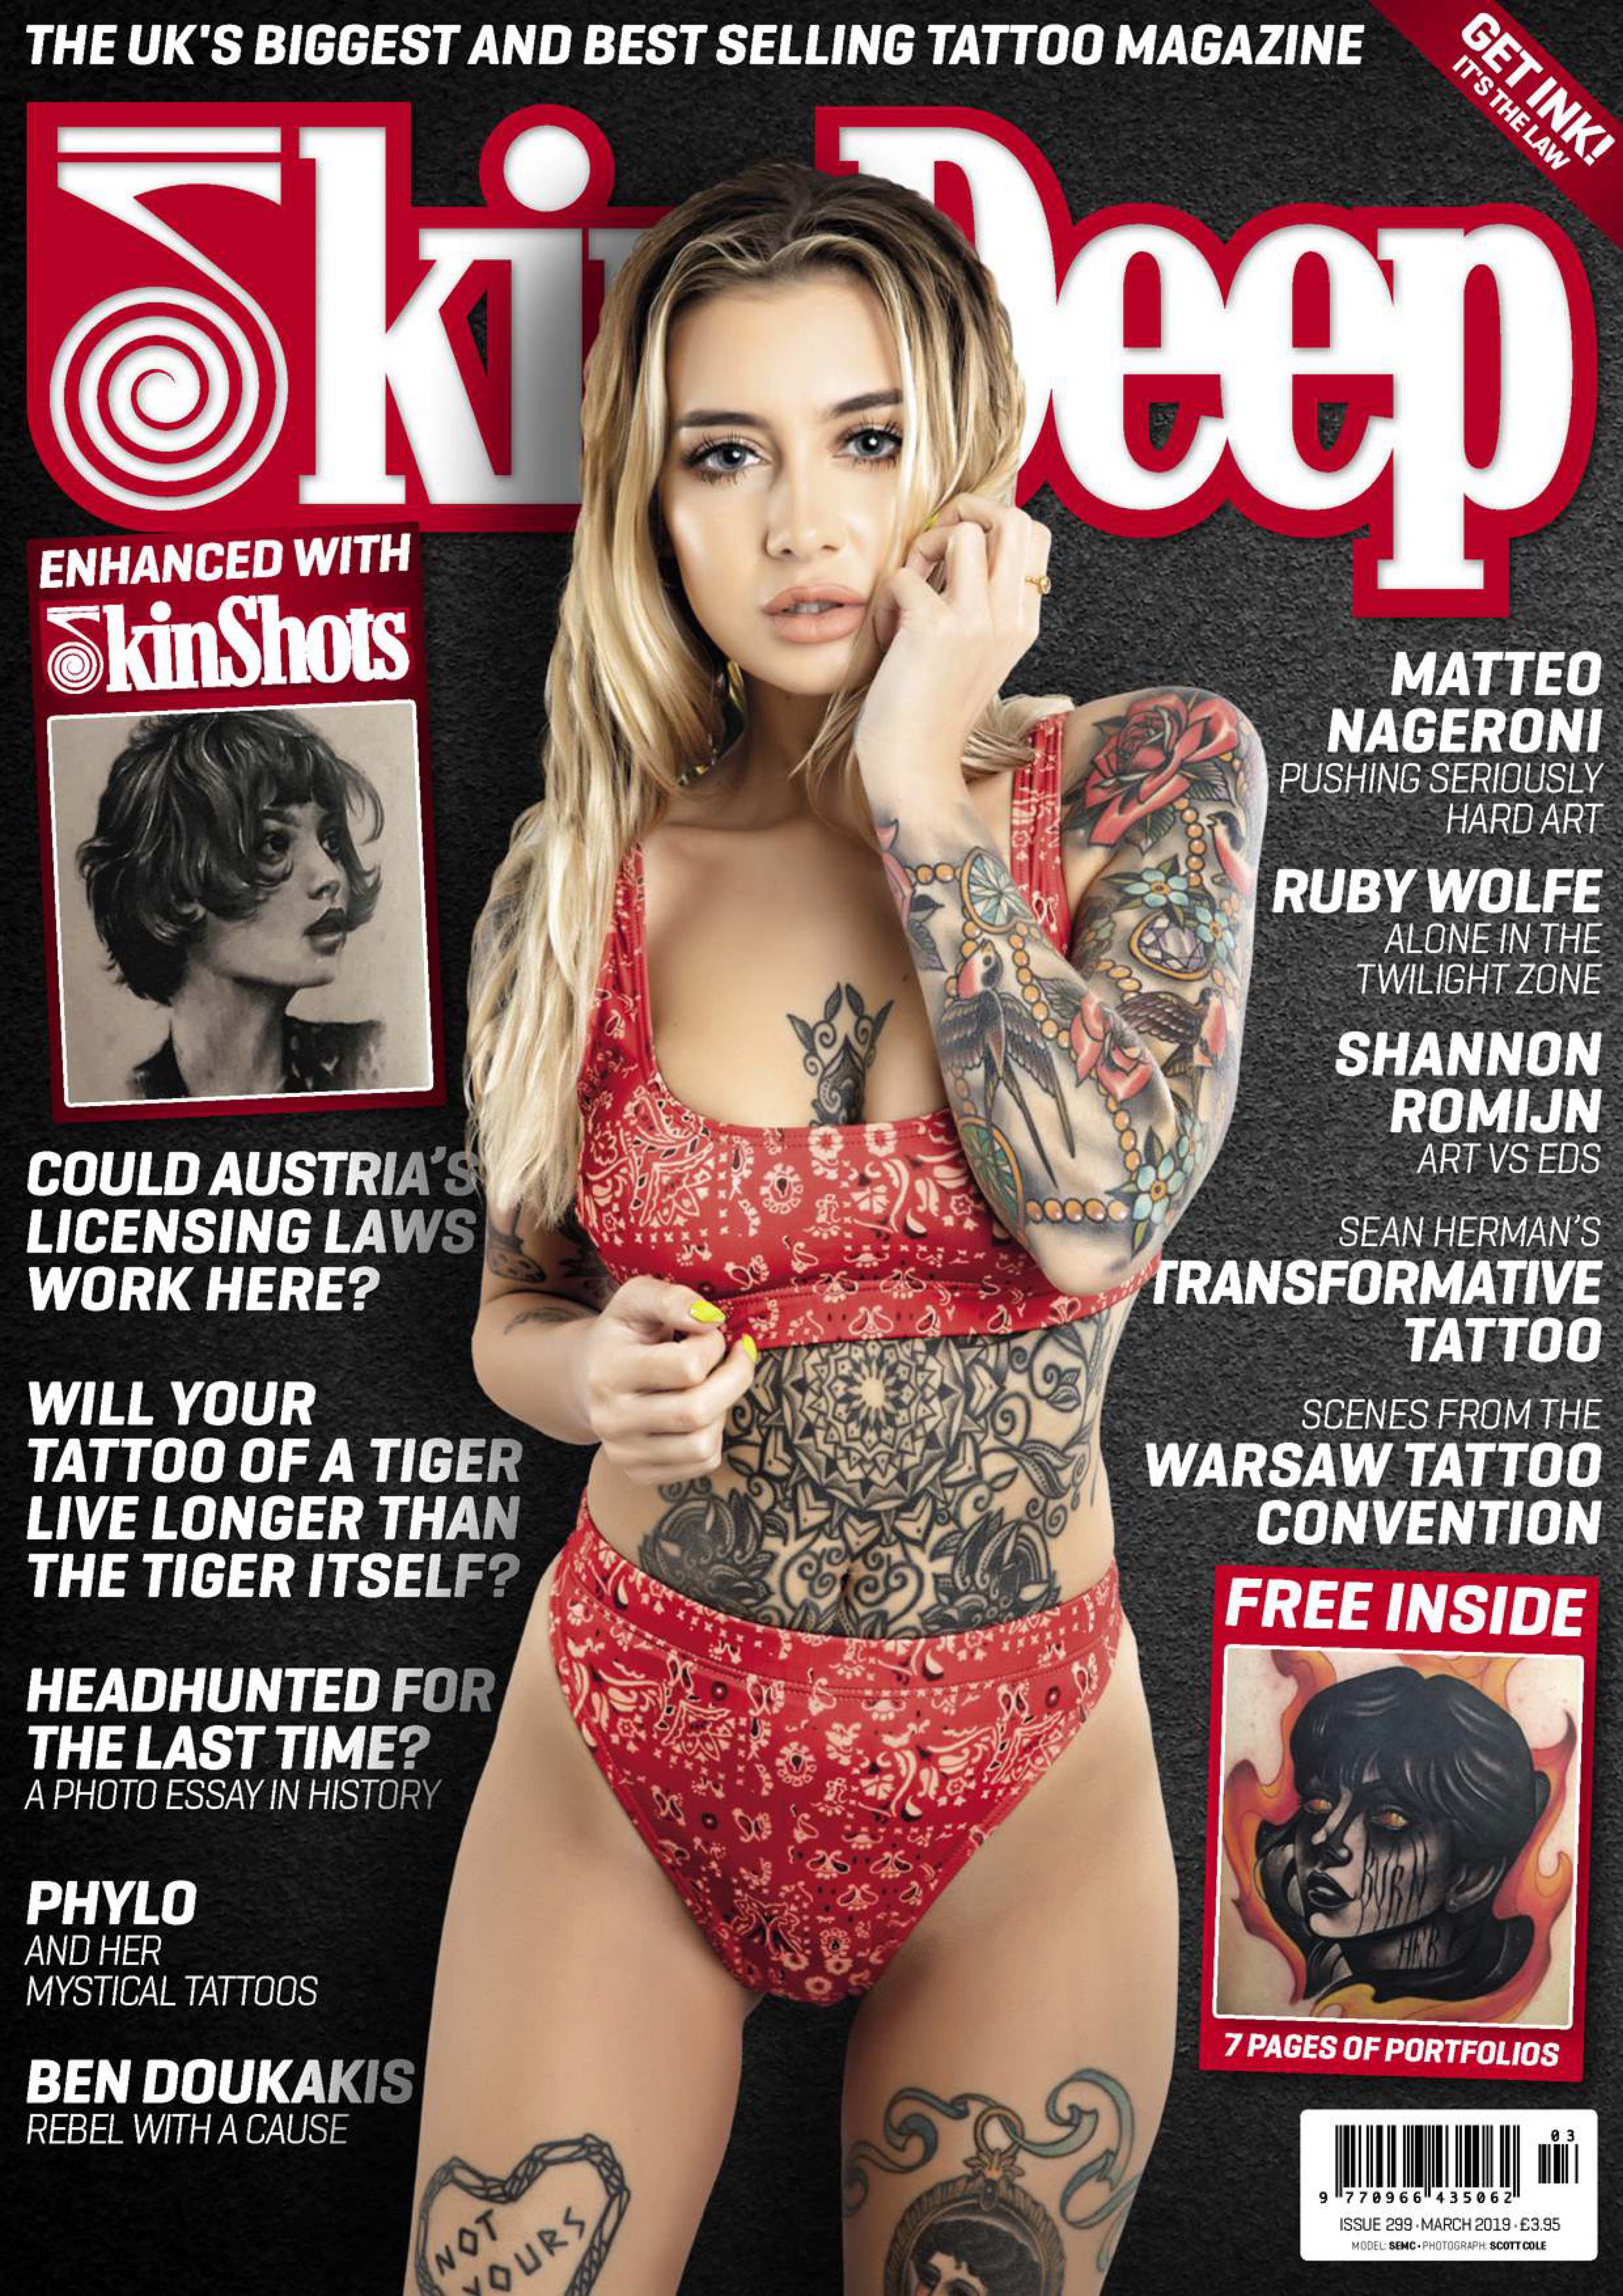 THE UK'S BIGGEST AND BEST SELLING TATTOO MAGAZINE
GET INK!
IT'S THE LAW
Skin Deep
ENHANCED WITH
SkinShots
COULD AUSTRIA'S
LICENSING LAWS
WORK HERE?
WILL YOUR
TATTOO OF A TIGER
LIVE LONGER THAN
THE TIGER ITSELF?
HEADHUNTED FOR
THE LAST TIME?
A PHOTO ESSAY IN HISTORY
PHYLO
AND HER
MYSTICAL TATTOOS
BEN DOUKAKIS
REBEL WITH A CAUSE
MATTEO
NAGERONI
PUSHING SERIOUSLY
HARD ART
RUBY WOLFE
ALONE IN THE
TWILIGHT ZONE
SHANNON
ROMIJN
ART VS EDS
SEAN HERMAN'S
TRANSFORMATIVE
TATTOO
SCENES FROM THE
WARSAW TATTOO
CONVENTION
FREE INSIDE
BURN
HER
7 PAGES OF PORTFOLIOS
NOT
YOURS
03
9 770966 435062
ISSUE 299 · MARCH 2019 · £3.95
MODEL: SEMC · PHOTOGRAPH: SCOTT COLE